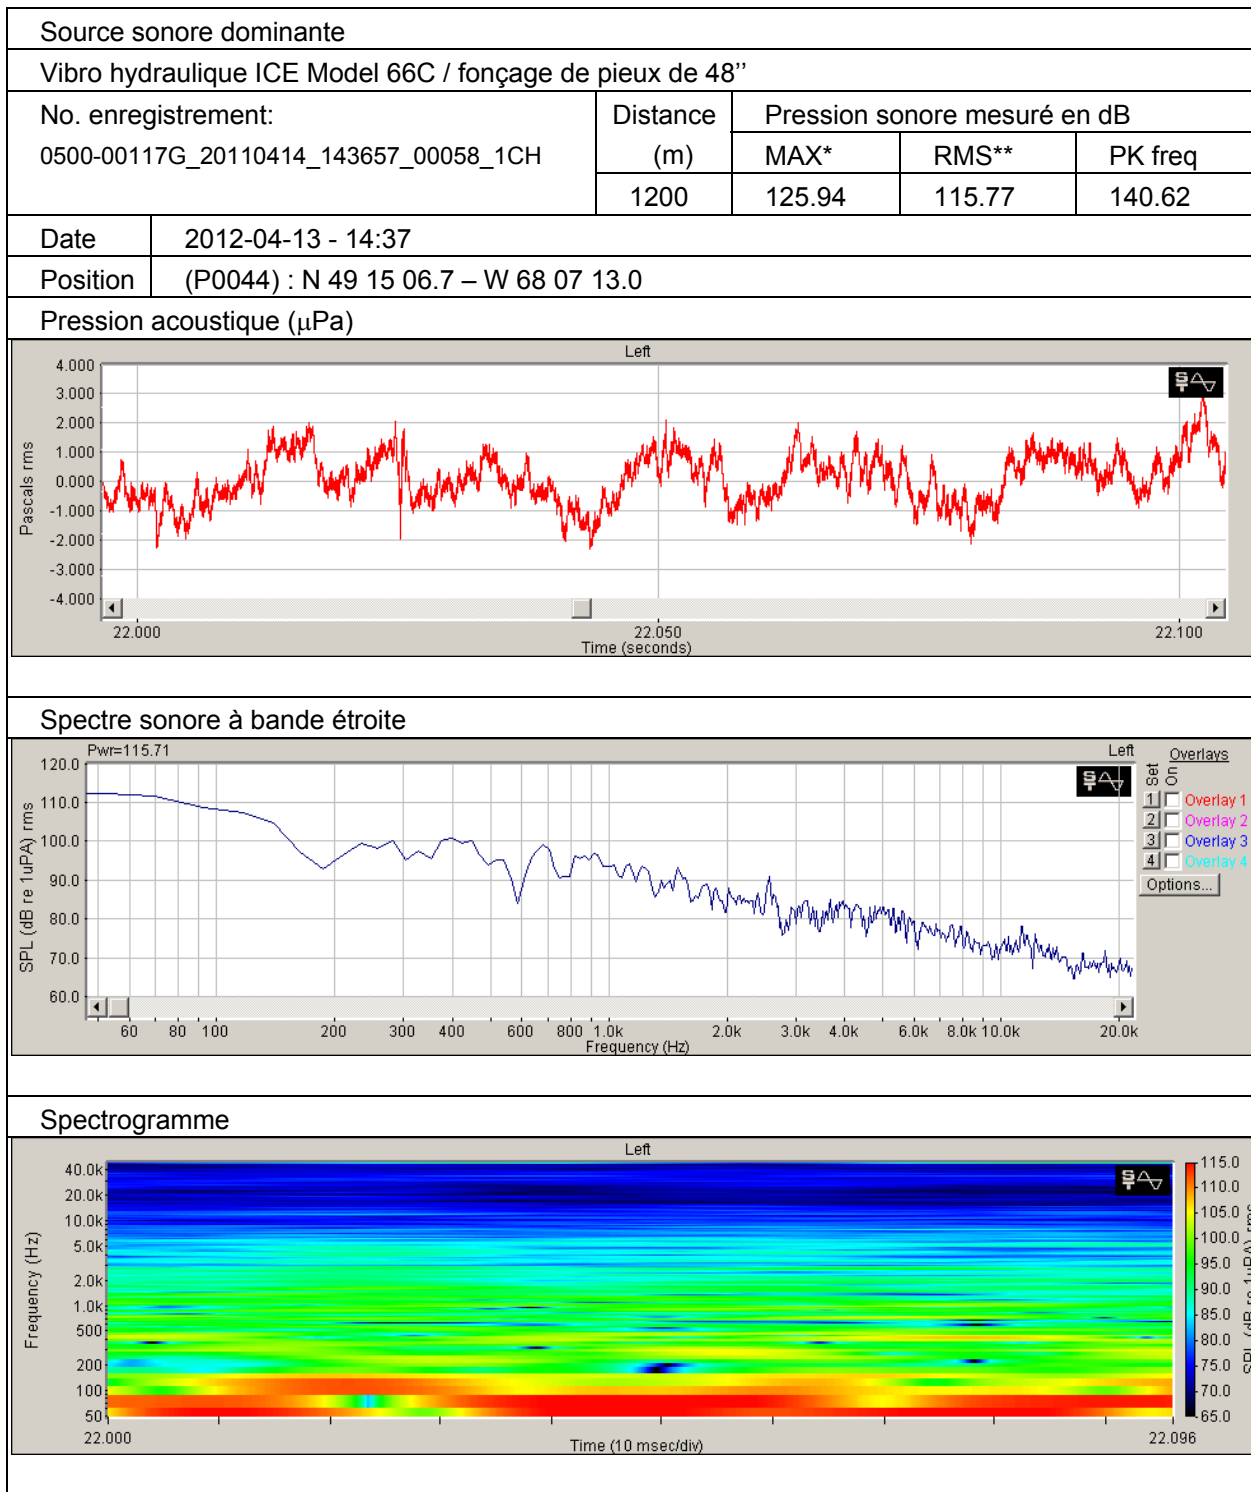 Source sonore dominante
Vibro hydraulique ICE Model 66C / fonçage de pieux de 48’’
No. enregistrement:
0500-00117G_20110414_143657_00058_1CH
Distance
(m)
Pression sonore mesuré en dB
MAX* RMS** PK freq
1200 125.94 115.77 140.62
Date 2012-04-13 - 14:37
Position (P0044) : N 49 15 06.7 – W 68 07 13.0
Pression acoustique (μPa)
Left
4.000
3.000
2.000
1.000
0.000
-1.000
-2.000
-3.000
-4.000
Pascals rms
22.000 22.050 22.100
Time (seconds)
Spectre sonore à bande étroite
Pwr=115.71 Left
120.0
110.0
100.0
90.0
80.0
70.0
60.0
SPL (dB re 1uPA) rms
60 80 100 200 300 400 600 800 1.0k 2.0k 3.0k 4.0k 6.0k 8.0k 10.0k 20.0k
Frequency (Hz)
Overlays
Set On
1 Overlay 1
2 Overlay 2
3 Overlay 3
4 Overlay 4
Options...
Spectrogramme
Left
40.0k
20.0k
10.0k
5.0k
2.0k
1.0k
500
200
100
50
Frequency (Hz)
22.000 22.096
Time (10 msec/div)
115.0
110.0
105.0
100.0
95.0
90.0
85.0
80.0
75.0
70.0
65.0
SPL (dB re 1uPA) rms